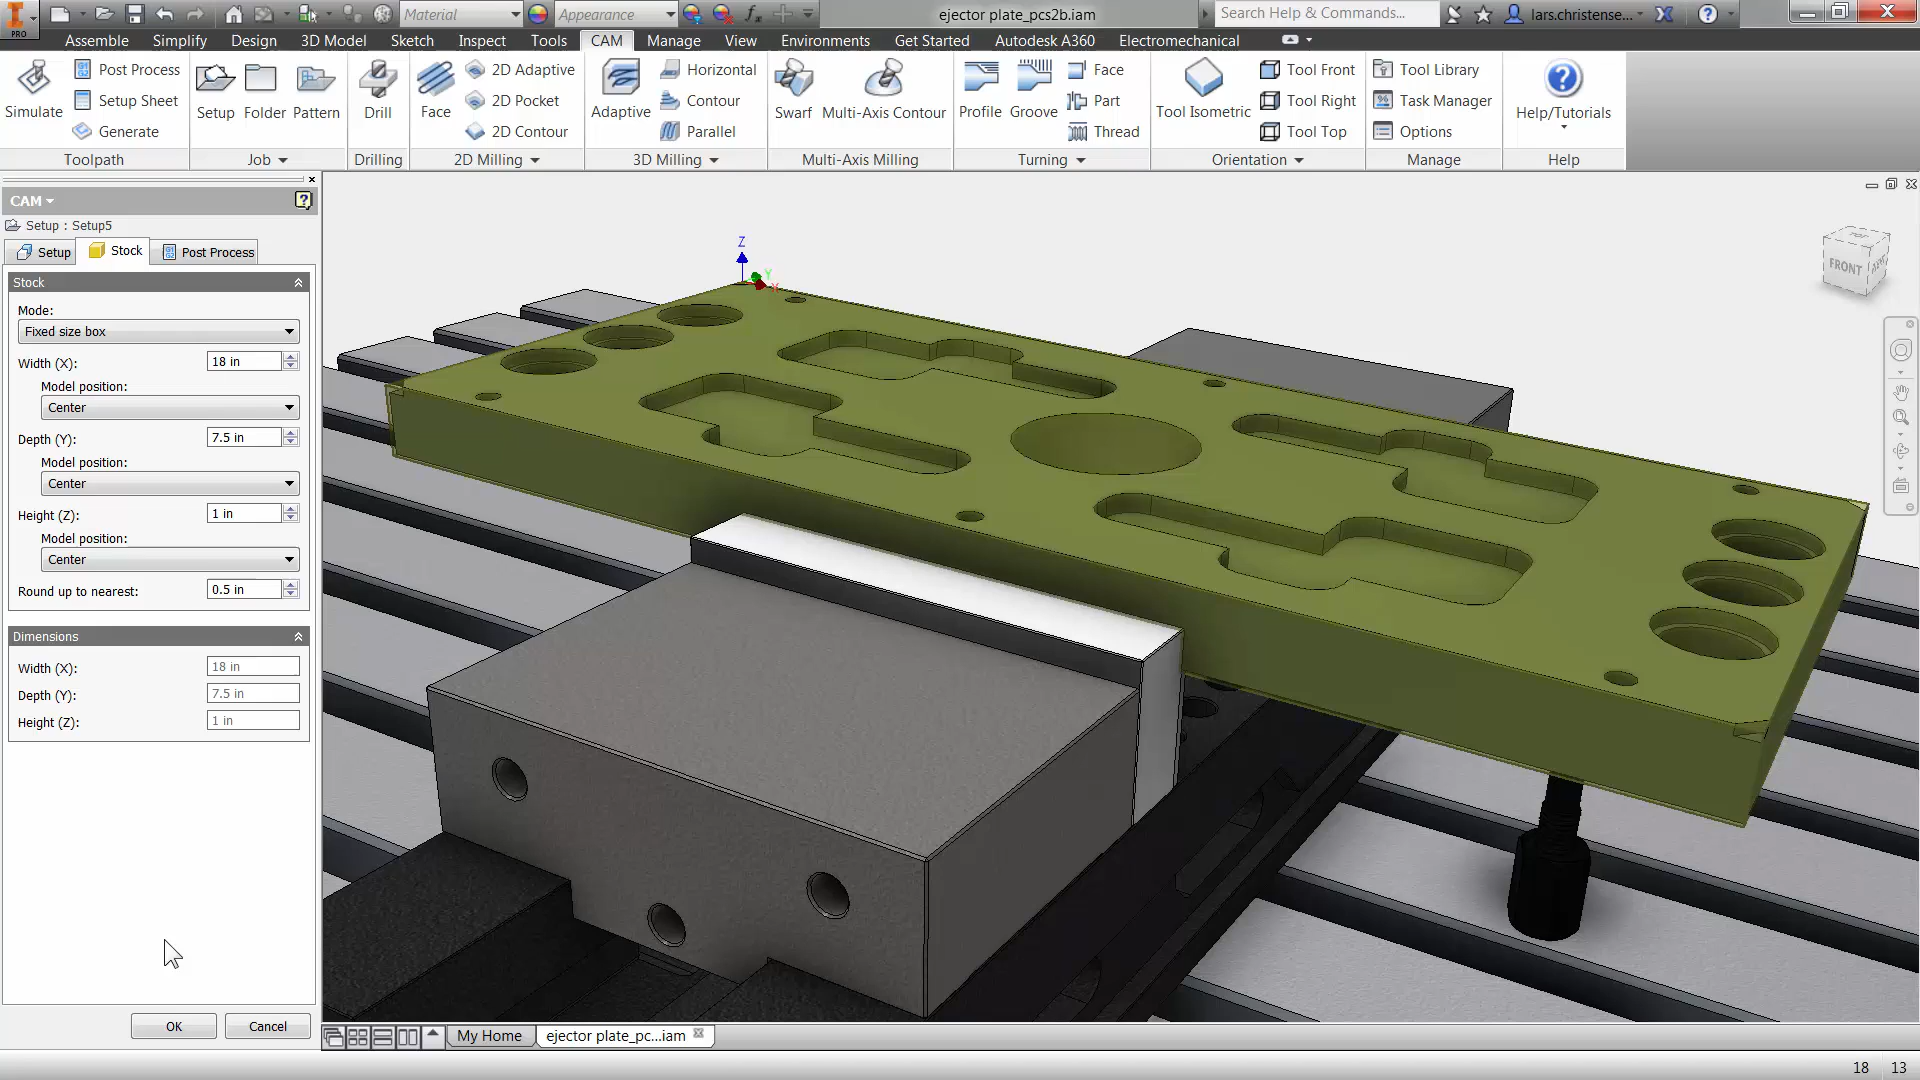 Material
Appearance
ejector plate_pcs2b.iam
Search Help & Commands...
lars.christense...
PRO
Assemble Simplify Design 3D Model Sketch Inspect Tools CAM Manage View Environments Get Started Autodesk A360 Electromechanical
Simulate
Post Process
Setup Sheet
Generate
Toolpath
Setup
Folder
Pattern
Job
Drill
Drilling
Face
2D Adaptive
2D Pocket
2D Contour
2D Milling
Adaptive
Horizontal
Contour
Parallel
3D Milling
Swarf
Multi-Axis Contour
Multi-Axis Milling
Profile
Groove
Face
Part
Thread
Turning
Tool Isometric
Tool Front
Tool Right
Tool Top
Orientation
Tool Library
Task Manager
Options
Manage
Help/Tutorials
Help
CAM
Setup : Setup5
Setup Stock Post Process
Stock
Mode:
Fixed size box
Width (X): 18 in
Model position:
Center
Depth (Y): 7.5 in
Model position:
Center
Height (Z): 1 in
Model position:
Center
Round up to nearest: 0.5 in
Dimensions
Width (X): 18 in
Depth (Y): 7.5 in
Height (Z): 1 in
OK Cancel
Z
Y
X
TOP
FRONT
My Home
ejector plate_pc...iam
18 13